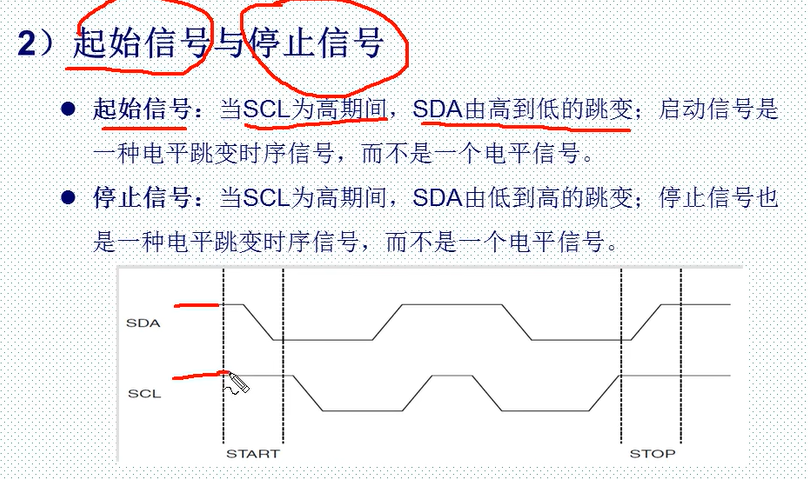 2）起始信号与停止信号
● 起始信号：当SCL为高期间，SDA由高到低的跳变；启动信号是
一种电平跳变时序信号，而不是一个电平信号。
● 停止信号：当SCL为高期间，SDA由低到高的跳变；停止信号也
是一种电平跳变时序信号，而不是一个电平信号。
SDA
SCL
START STOP